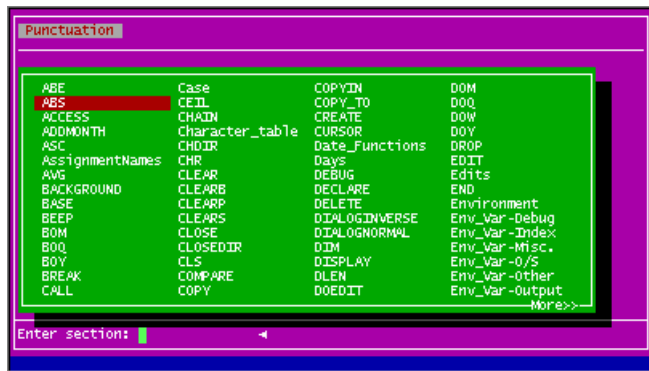 Punctuation
ABE Case COPYIN DOM
ABS CEIL COPY_TO DOQ
ACCESS CHAIN CREATE DOW
ADDMONTH Character_table CURSOR DOY
ASC CHDIR Date_Functions DROP
AssignmentNames CHR Days EDIT
AVG CLEAR DEBUG Edits
BACKGROUND CLEARB DECLARE END
BASE CLEARP DELETE Environment
BEEP CLEARS DIALOGINVERSE Env_Var-Debug
BOM CLOSE DIALOGNORMAL Env_Var-Index
BOQ CLOSEDIR DIM Env_Var-Misc.
BOY CLS DISPLAY Env_Var-O/S
BREAK COMPARE DLEN Env_Var-Other
CALL COPY DOEDIT Env_Var-Output
More>>
Enter section: